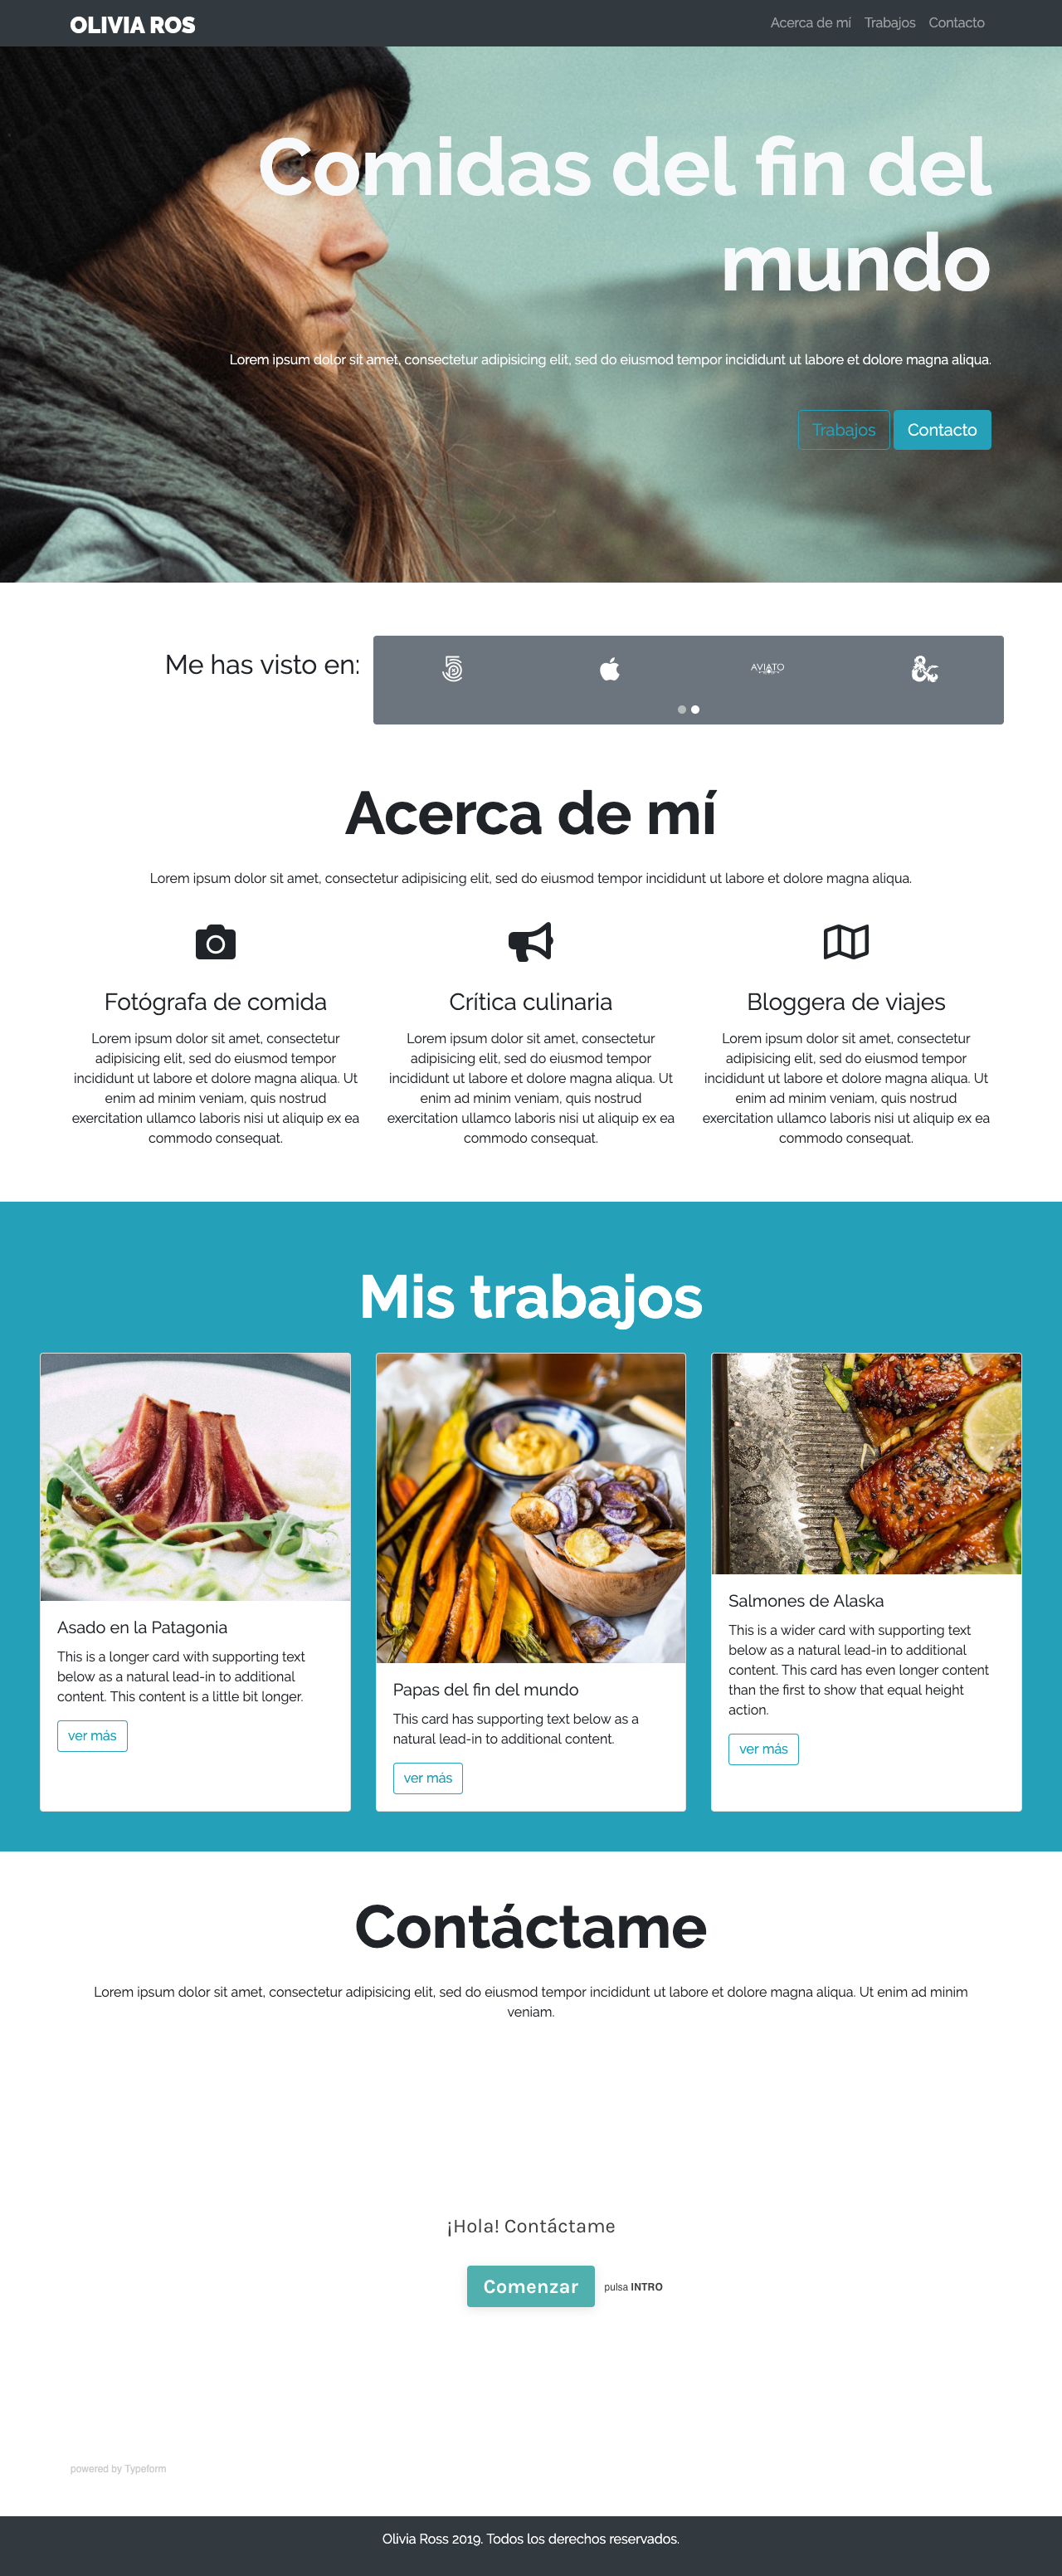 OLIVIA ROS
Acerca de mí Trabajos Contacto
Comidas del fin del
mundo
Lorem ipsum dolor sit amet, consectetur adipisicing elit, sed do eiusmod tempor incididunt ut labore et dolore magna aliqua.
Trabajos Contacto
Me has visto en:
AVIATO
Acerca de mí
Lorem ipsum dolor sit amet, consectetur adipisicing elit, sed do eiusmod tempor incididunt ut labore et dolore magna aliqua.
Fotógrafa de comida
Lorem ipsum dolor sit amet, consectetur
adipisicing elit, sed do eiusmod tempor
incididunt ut labore et dolore magna aliqua. Ut
enim ad minim veniam, quis nostrud
exercitation ullamco laboris nisi ut aliquip ex ea
commodo consequat.
Crítica culinaria
Lorem ipsum dolor sit amet, consectetur
adipisicing elit, sed do eiusmod tempor
incididunt ut labore et dolore magna aliqua. Ut
enim ad minim veniam, quis nostrud
exercitation ullamco laboris nisi ut aliquip ex ea
commodo consequat.
Bloggera de viajes
Lorem ipsum dolor sit amet, consectetur
adipisicing elit, sed do eiusmod tempor
incididunt ut labore et dolore magna aliqua. Ut
enim ad minim veniam, quis nostrud
exercitation ullamco laboris nisi ut aliquip ex ea
commodo consequat.
Mis trabajos
Asado en la Patagonia
This is a longer card with supporting text
below as a natural lead-in to additional
content. This content is a little bit longer.
ver más
Papas del fin del mundo
This card has supporting text below as a
natural lead-in to additional content.
ver más
Salmones de Alaska
This is a wider card with supporting text
below as a natural lead-in to additional
content. This card has even longer content
than the first to show that equal height
action.
ver más
Contáctame
Lorem ipsum dolor sit amet, consectetur adipisicing elit, sed do eiusmod tempor incididunt ut labore et dolore magna aliqua. Ut enim ad minim
veniam.
¡Hola! Contáctame
Comenzar pulsa INTRO
powered by Typeform
Olivia Ross 2019. Todos los derechos reservados.